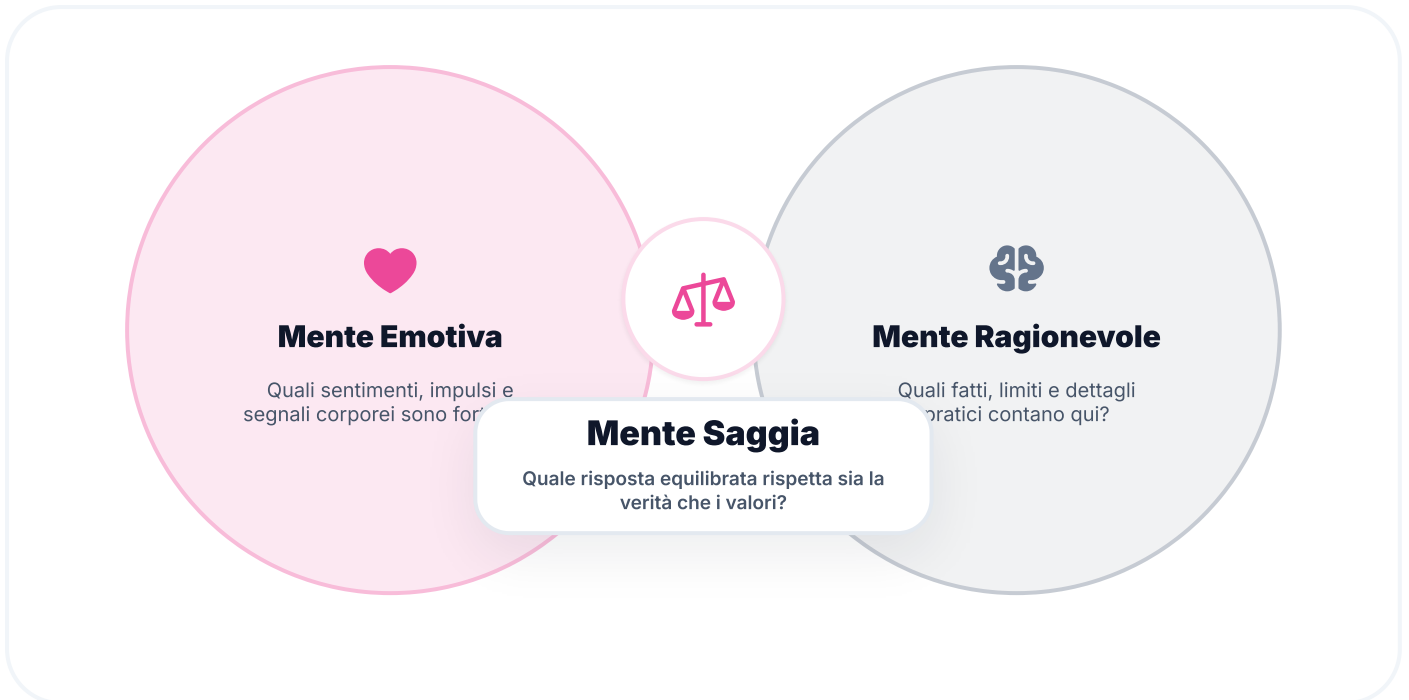 Mente Emotiva
Quali sentimenti, impulsi e
segnali corporei sono
Mente Ragionevole
Quali fatti, limiti e dettagli
pratici contano qui?
Mente Saggia
Quale risposta equilibrata rispetta sia la
verità che i valori?